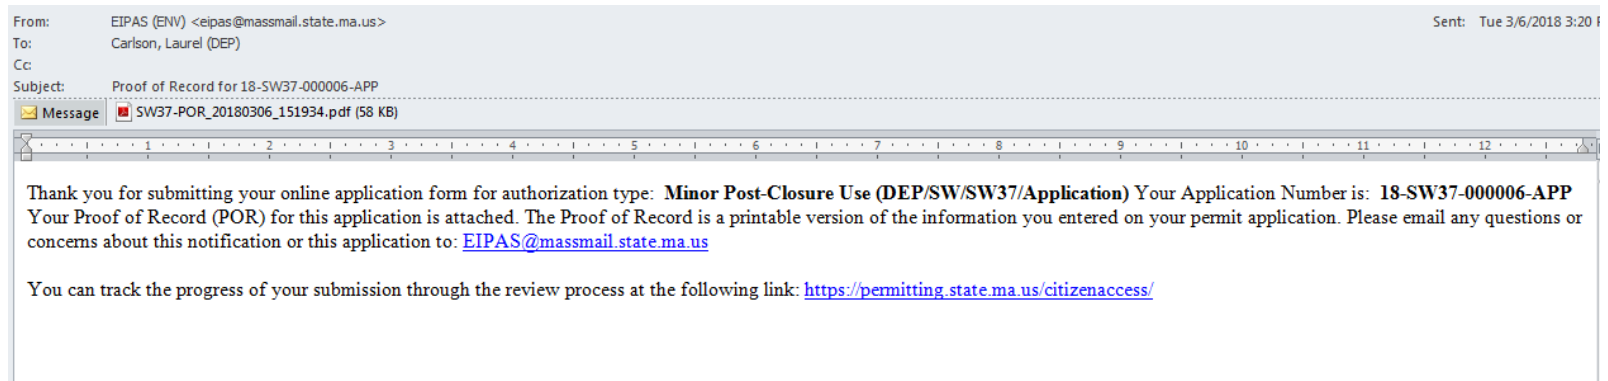 From: EIPAS (ENV) <eipas@massmail.state.ma.us> Sent: Tue 3/6/2018 3:20
To: Carlson, Laurel (DEP)
Cc:
Subject: Proof of Record for 18-SW37-000006-APP
Message SW37-POR_20180306_151934.pdf (58 KB)
1 2 3 4 5 6 7 8 9 10 11 12
Thank you for submitting your online application form for authorization type: Minor Post-Closure Use (DEP/SW/SW37/Application) Your Application Number is: 18-SW37-000006-APP
Your Proof of Record (POR) for this application is attached. The Proof of Record is a printable version of the information you entered on your permit application. Please email any questions or
concerns about this notification or this application to: EIPAS@massmail.state.ma.us
You can track the progress of your submission through the review process at the following link: https://permitting.state.ma.us/citizenaccess/